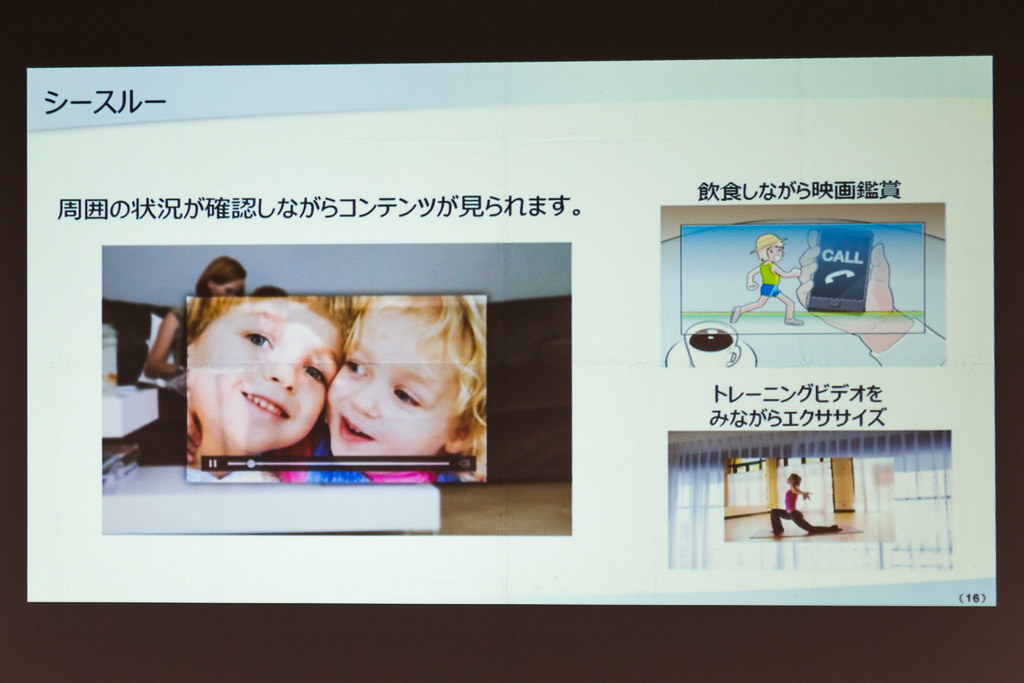 シースルー
周囲の状況が確認しながらコンテンツが見られます。
飲食しながら映画鑑賞
CALL
トレーニングビデオを
みながらエクササイズ
(16)